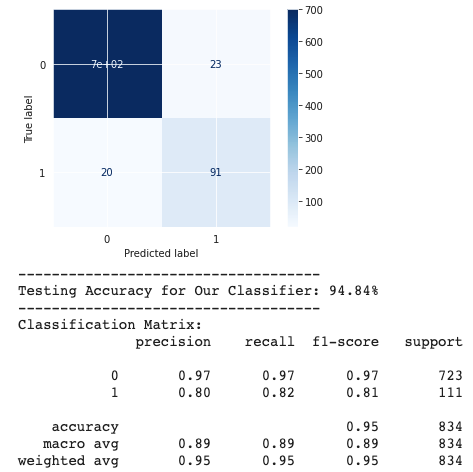 700
7e+02 23
0
600
500
400
True label
300
20 91
1
200
100
0 1
Predicted label
------------------------------------
Testing Accuracy for Our Classifier: 94.84%
------------------------------------
Classification Matrix:
precision recall f1-score support
0 0.97 0.97 0.97 723
1 0.80 0.82 0.81 111
accuracy 0.95 834
macro avg 0.89 0.89 0.89 834
weighted avg 0.95 0.95 0.95 834